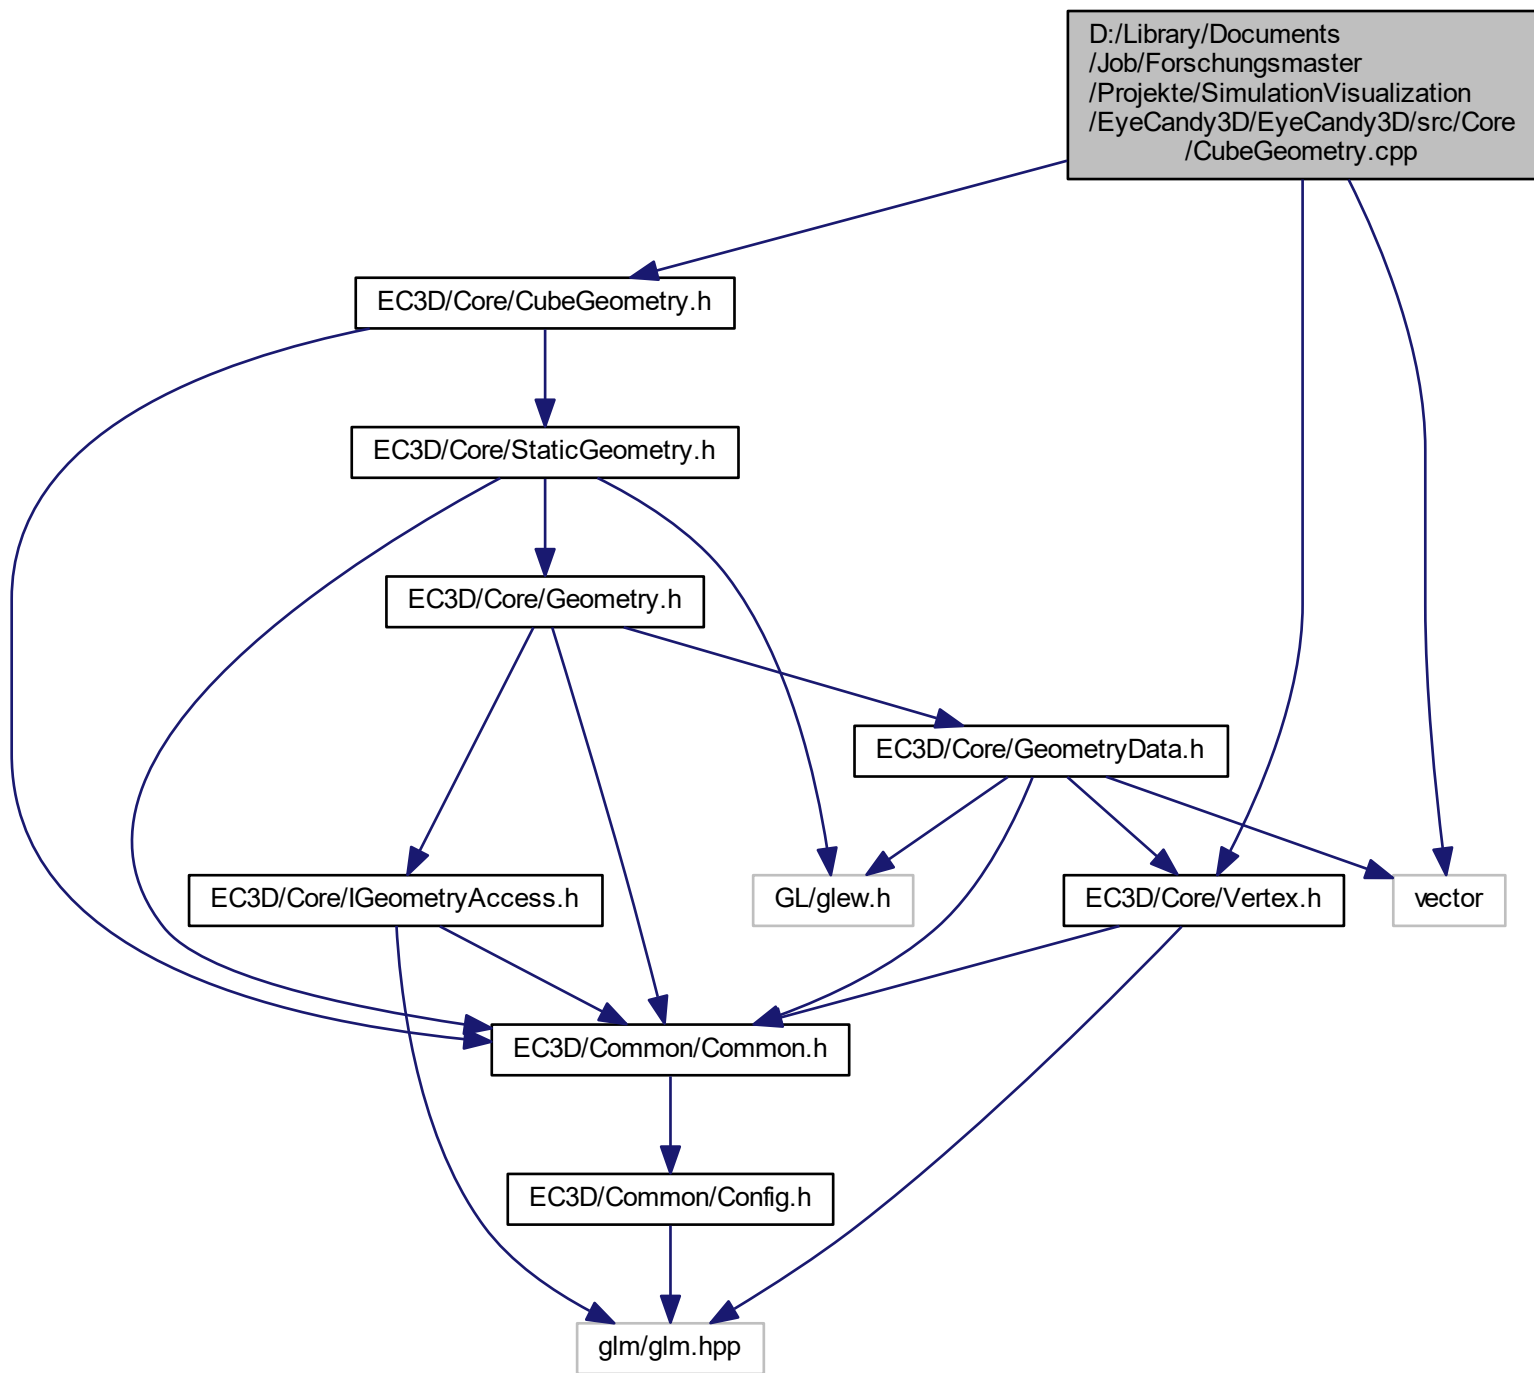 D:/Library/Documents
/Job/Forschungsmaster
/Projekte/SimulationVisualization
/EyeCandy3D/EyeCandy3D/src/Core
/CubeGeometry.cpp
EC3D/Core/CubeGeometry.h
EC3D/Core/StaticGeometry.h
EC3D/Core/Geometry.h
EC3D/Core/GeometryData.h
EC3D/Core/IGeometryAccess.h
GL/glew.h
EC3D/Core/Vertex.h
vector
EC3D/Common/Common.h
EC3D/Common/Config.h
glm/glm.hpp